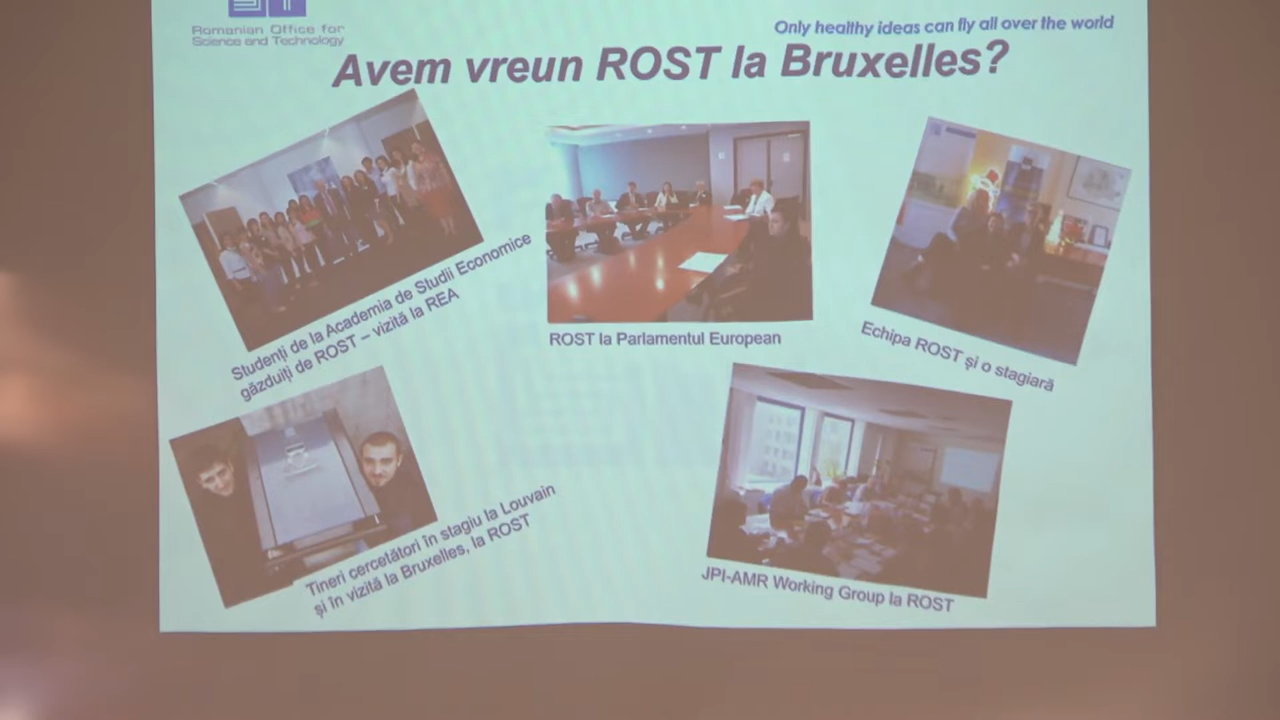 Romanian Office for
Science and Technology
Only healthy ideas can fly all over the world
Avem vreun ROST la Bruxelles?
Studenți de la Academia de Studii Economice
găzduiți de ROST – vizită la REA
ROST la Parlamentul European
Echipa ROST și o stagiară
Tineri cercetători în stagiu la Louvain
și în vizită la Bruxelles, la ROST
JPI-AMR Working Group la ROST